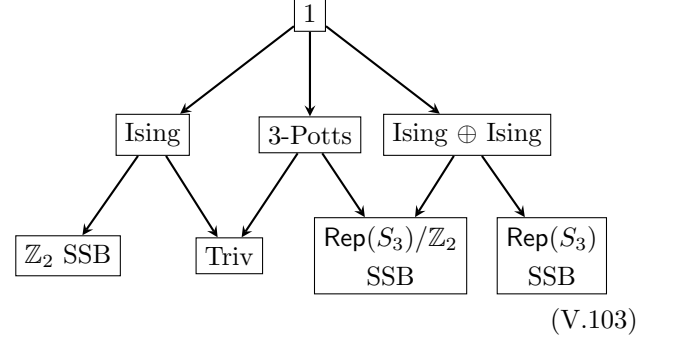 1
Ising
3-Potts
Ising ⊕ Ising
ℤ₂ SSB
Triv
Rep(S₃)/ℤ₂
SSB
Rep(S₃)
SSB
(V.103)